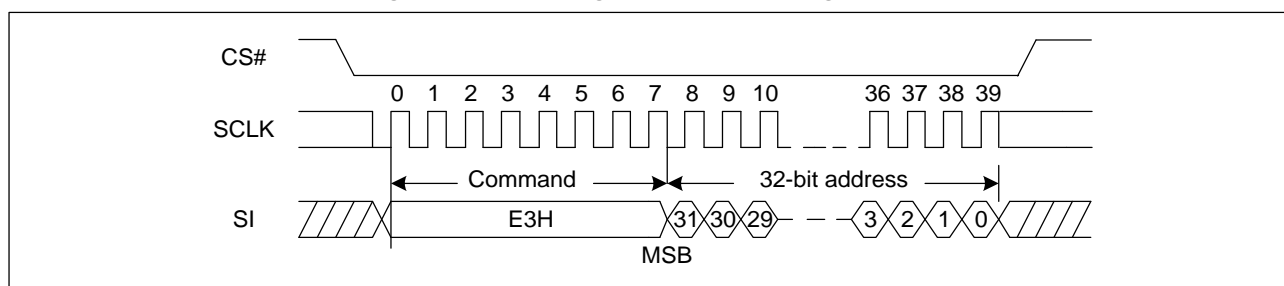 CS#
0 1 2 3 4 5 6 7 8 9 10 36 37 38 39
SCLK
Command 32-bit address
SI E3H 31 30 29 3 2 1 0
MSB